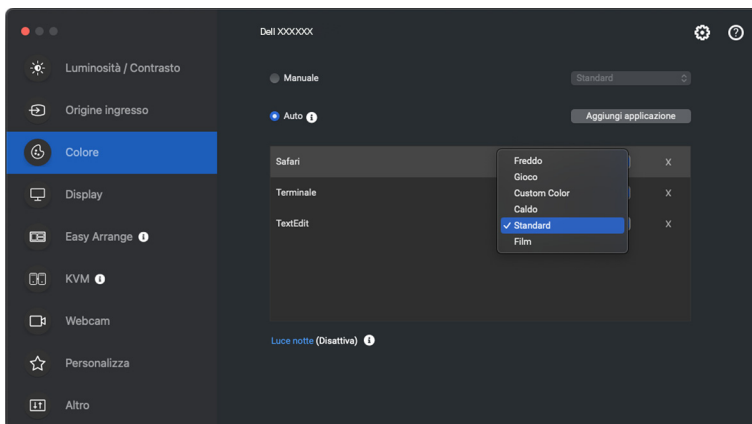 Dell XXXXXX
Luminosità / Contrasto
Origine ingresso
Colore
Display
Easy Arrange
KVM
Webcam
Personalizza
Altro
Manuale
Standard
Auto
Aggiungi applicazione
Safari
X
Terminale
X
TextEdit
X
Freddo
Gioco
Custom Color
Caldo
✓ Standard
Film
Luce notte (Disattiva)